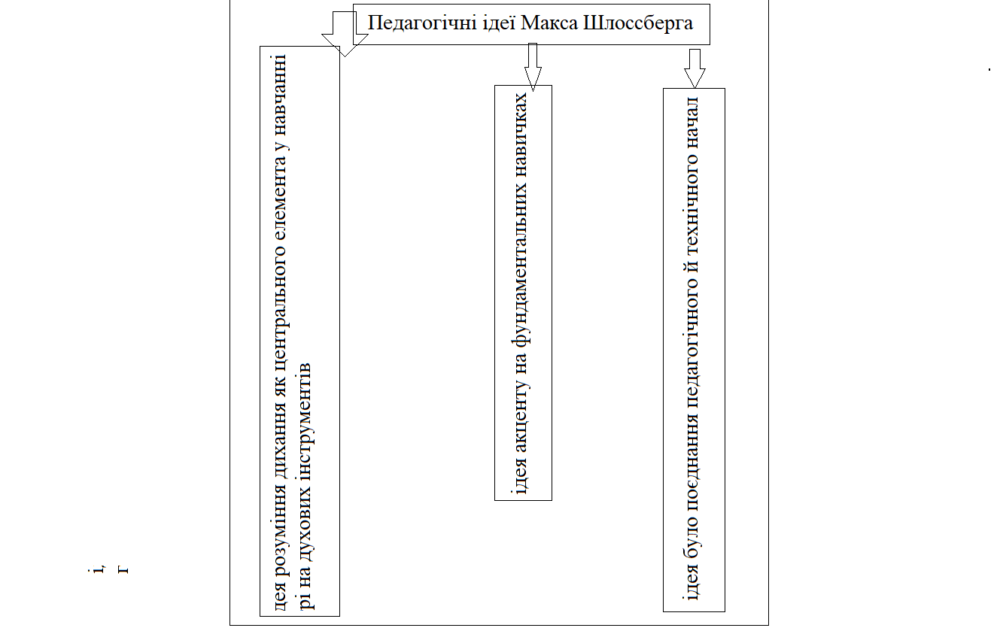 Педагогічні ідеї Макса Шлоссберга
дея розуміння дихання як центрального елемента у навчанні
рі на духових інструментів
ідея акценту на фундаментальних навичках
ідея було поєднання педагогічного й технічного начал
і,
г